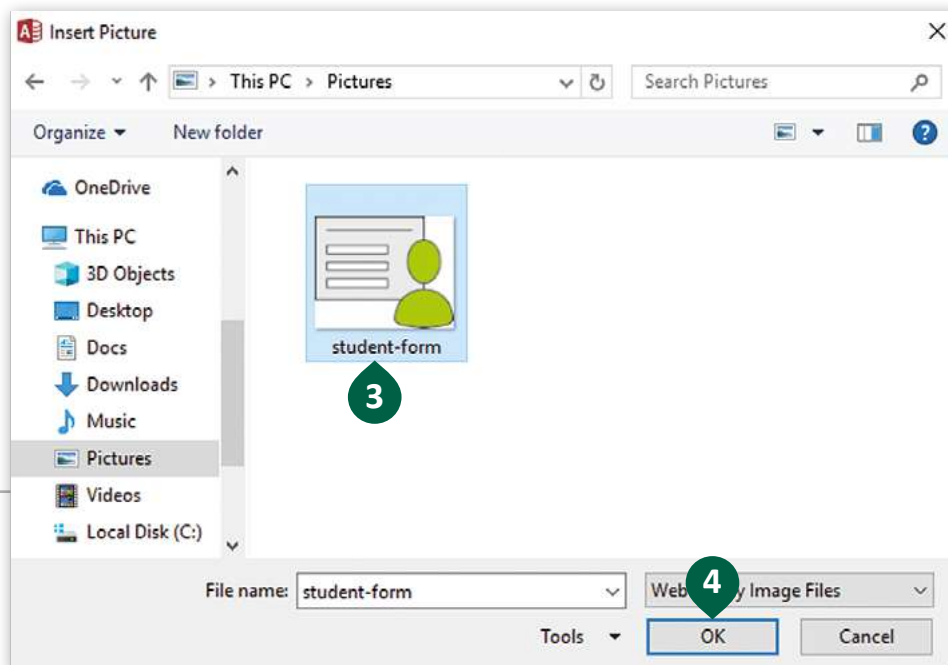 Insert Picture
This PC > Pictures
Search Pictures
Organize
New folder
OneDrive
This PC
3D Objects
Desktop
Docs
Downloads
Music
Pictures
Videos
Local Disk (C:)
student-form
3
File name: student-form
4
Image Files
Tools
OK
Cancel